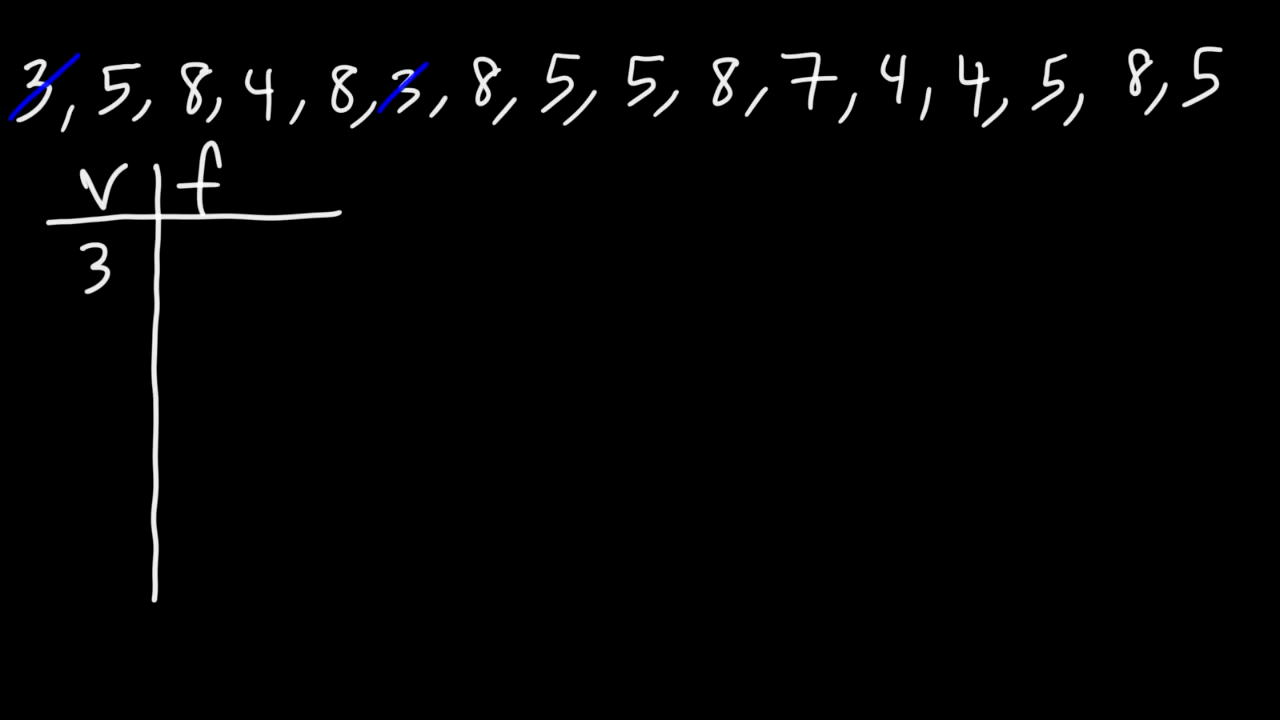 3, 5, 8, 4, 8, 3, 8, 5, 5, 8, 7, 4, 4, 5, 8, 5
v f
3